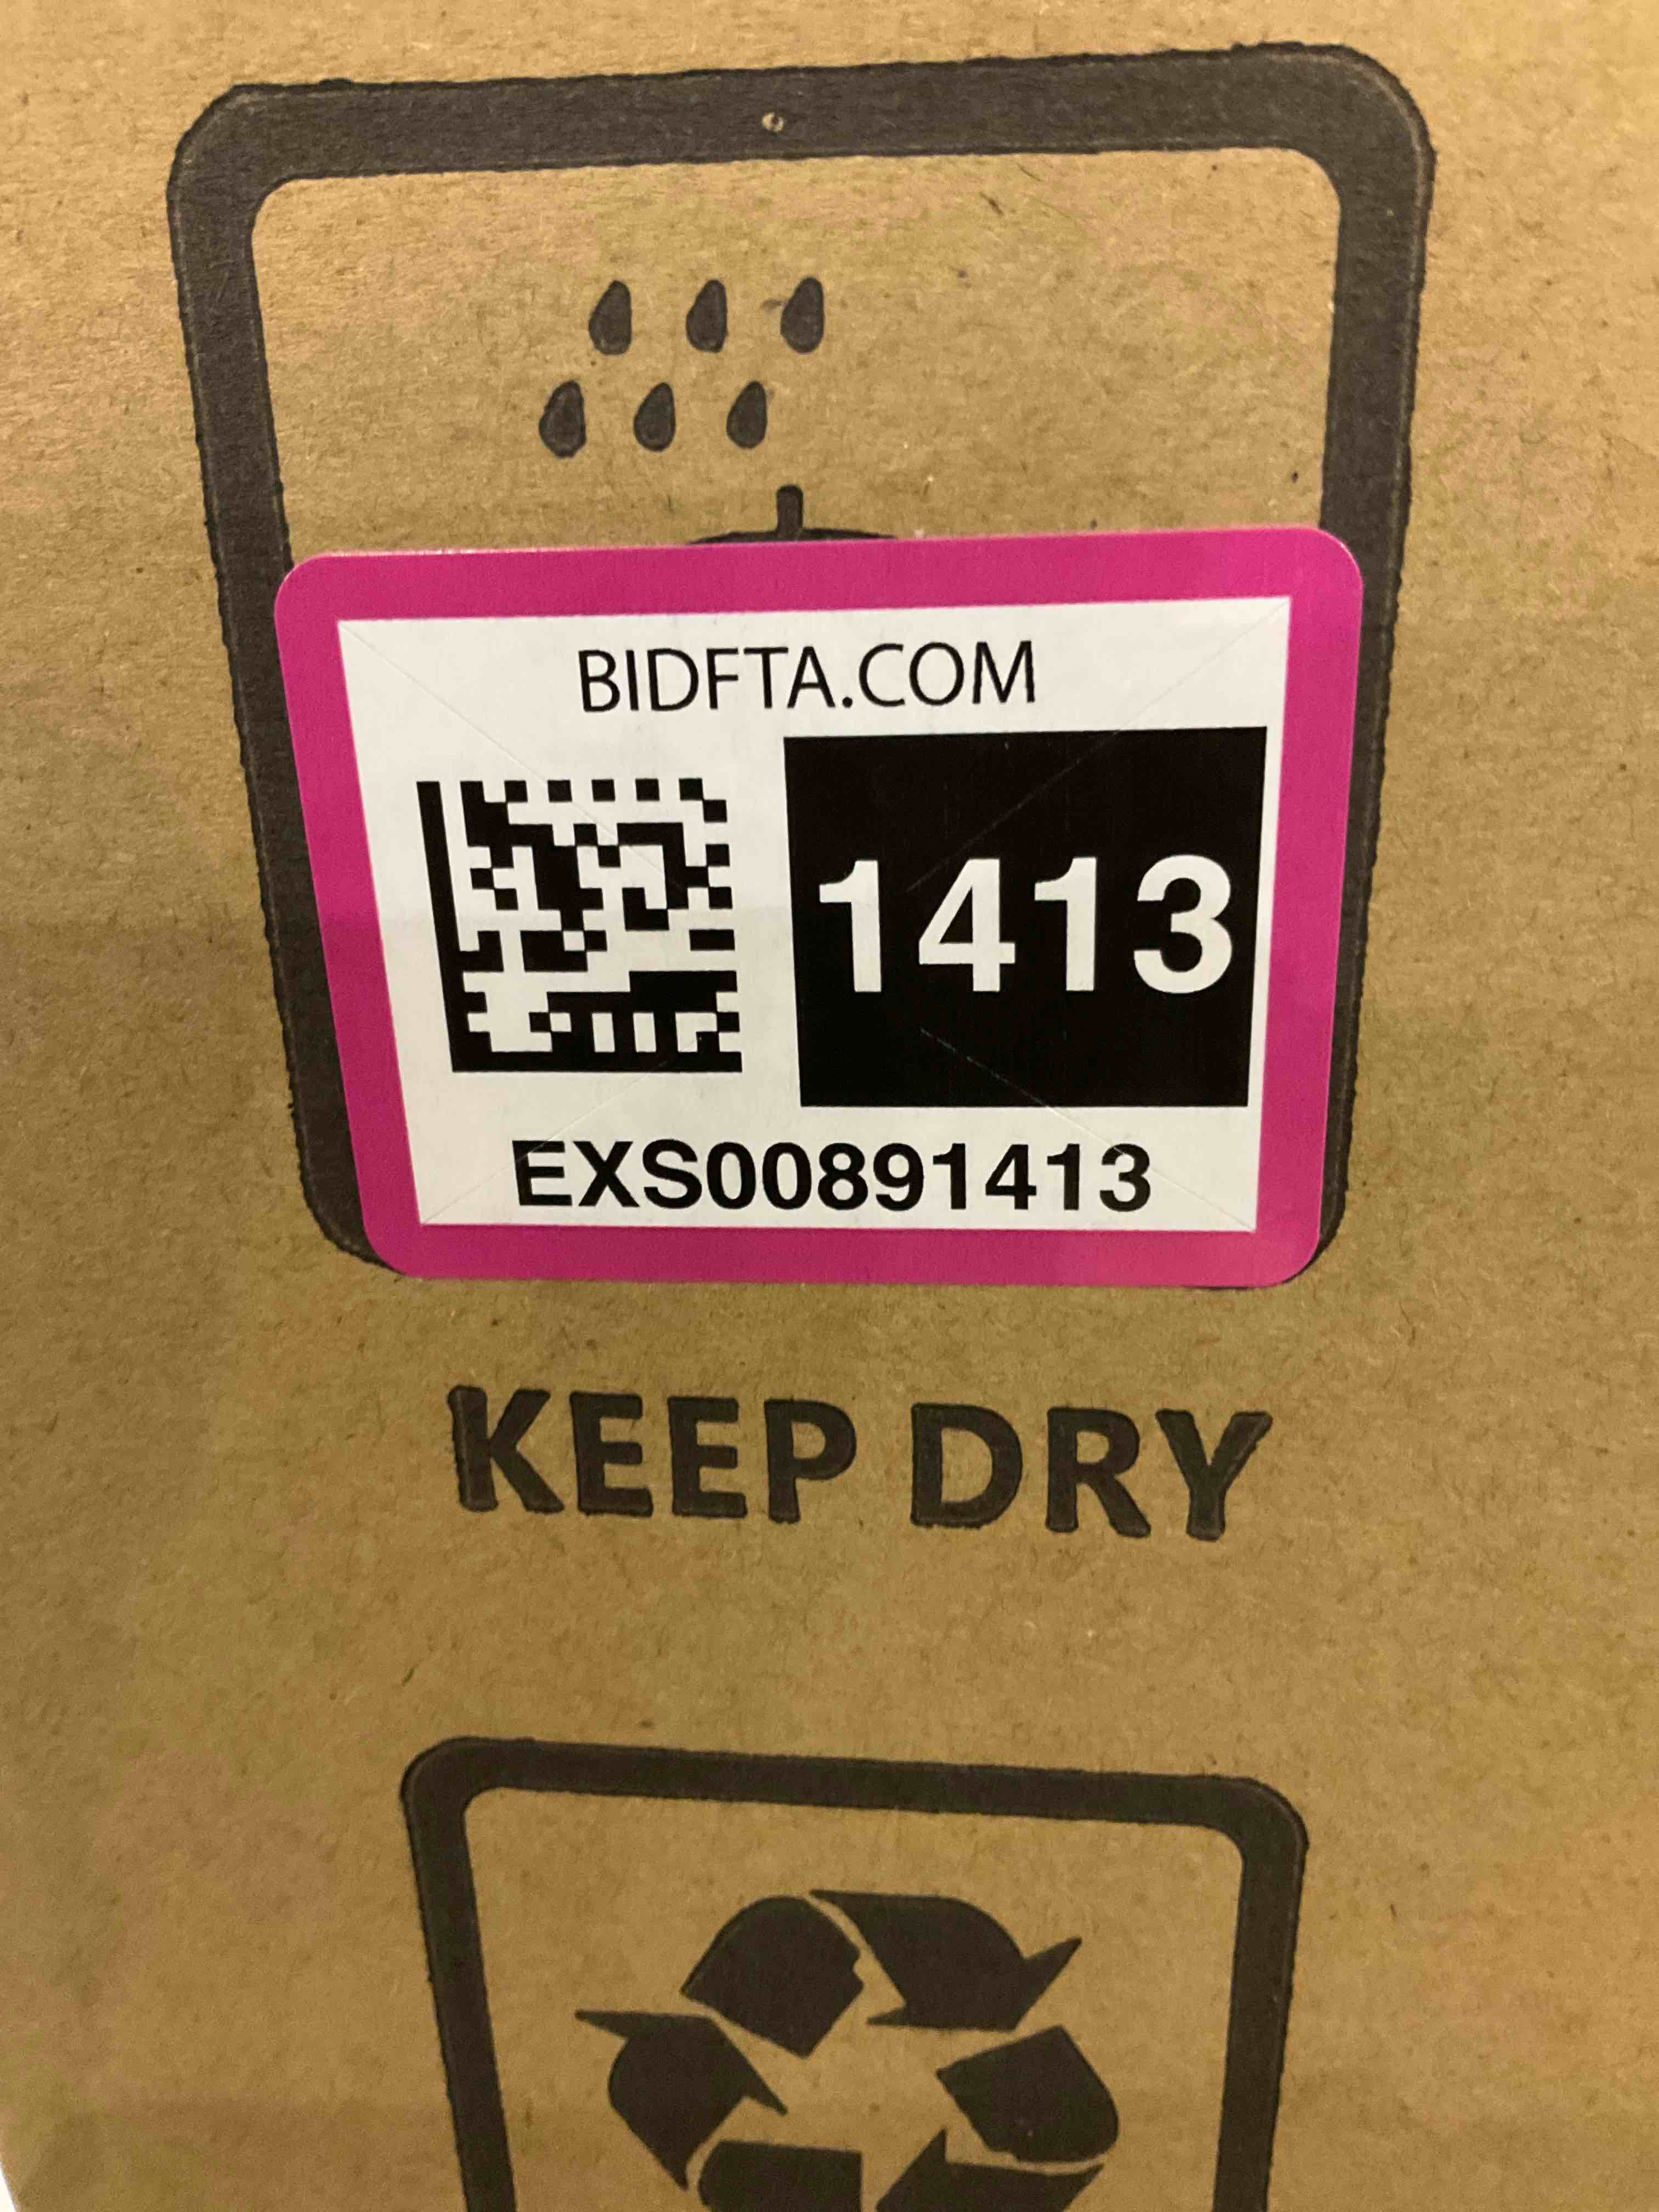 BIDFTA.COM
1413
EXS00891413
KEEP DRY